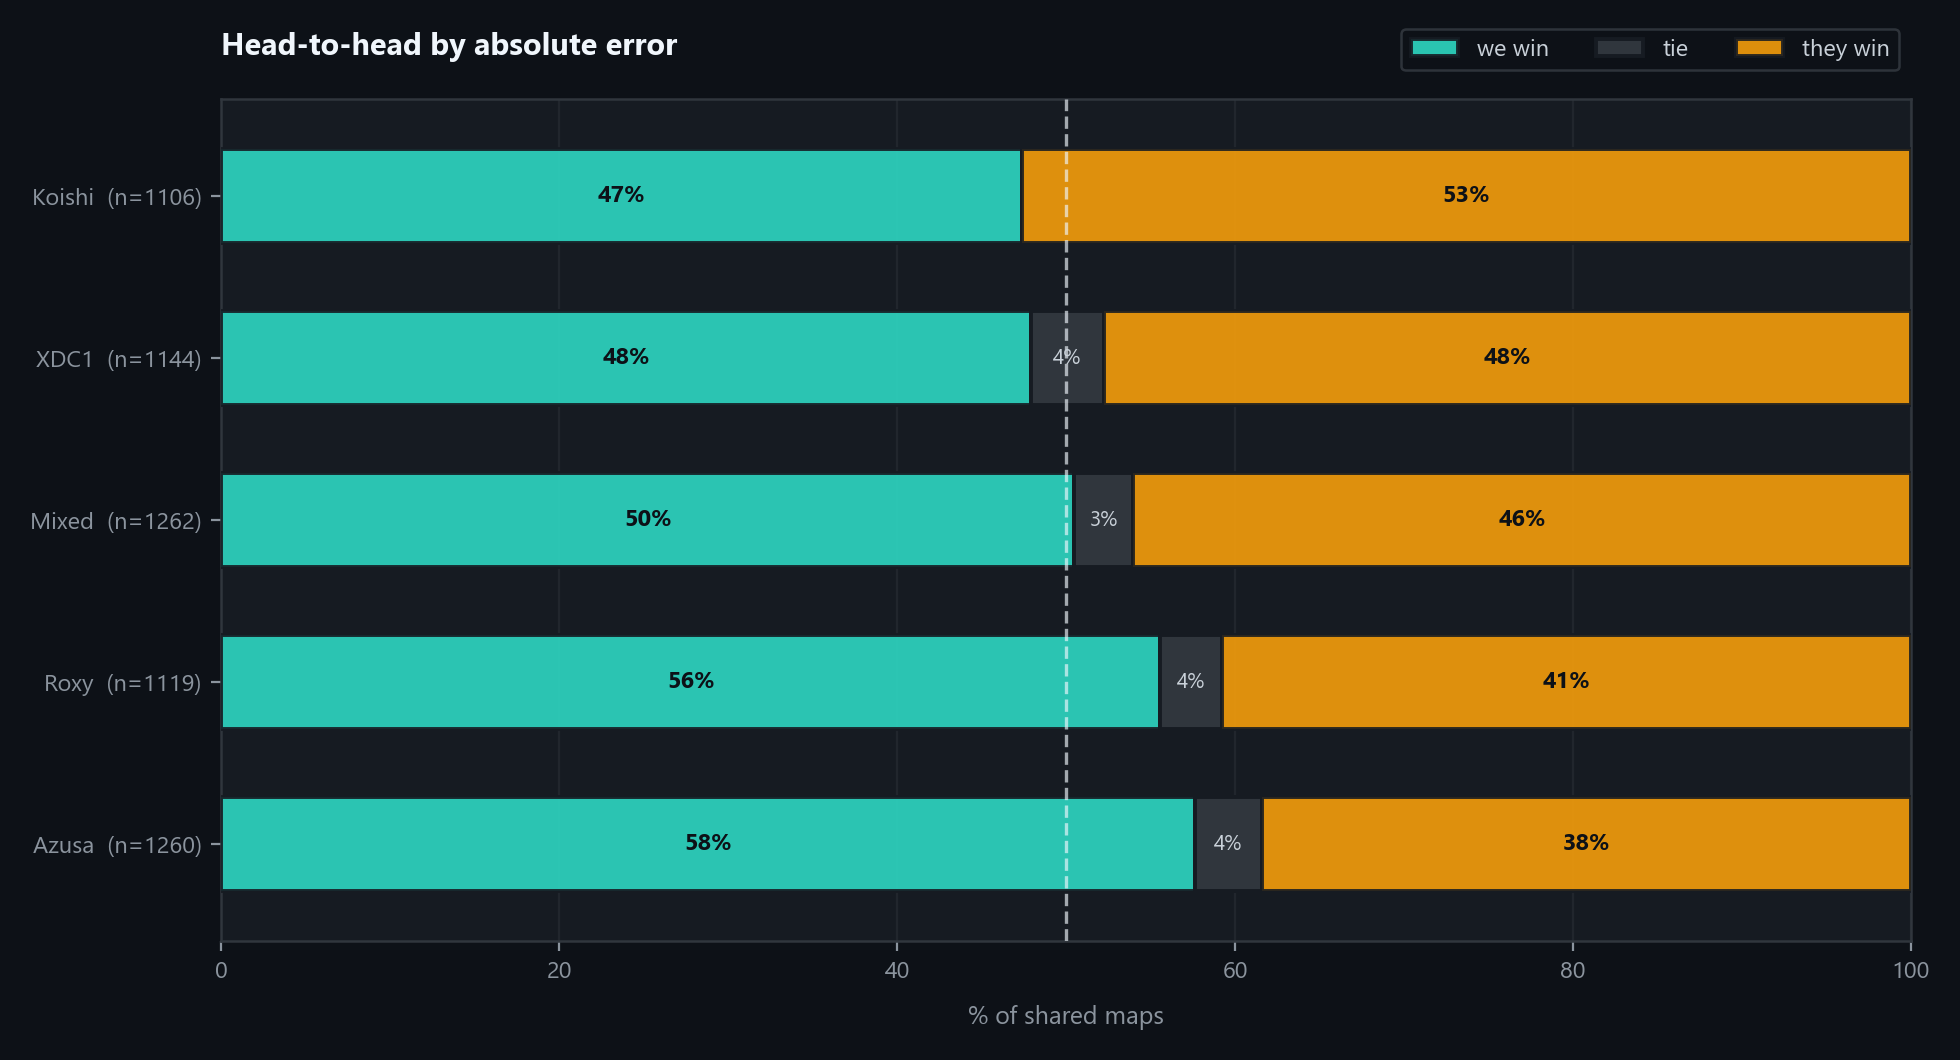 Head-to-head by absolute error
we win tie they win
Koishi (n=1106) 47% 53%
XDC1 (n=1144) 48% 4% 48%
Mixed (n=1262) 50% 3% 46%
Roxy (n=1119) 56% 4% 41%
Azusa (n=1260) 58% 4% 38%
0 20 40 60 80 100
% of shared maps